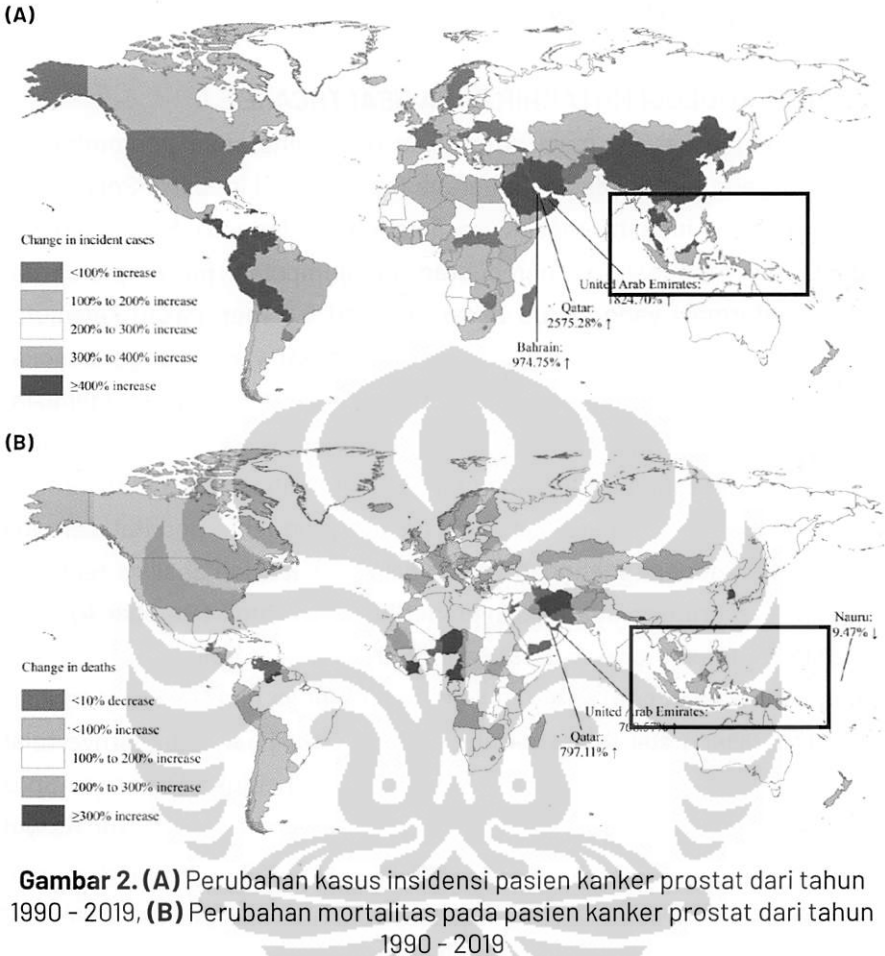 (A)
Change in incident cases
<100% increase
100% to 200% increase
200% to 300% increase
300% to 400% increase
≥400% increase
United Arab Emirates:
1824.70% ↑
Qatar:
2575.28% ↑
Bahrain:
974.75% ↑
(B)
Change in deaths
<10% decrease
<100% increase
100% to 200% increase
200% to 300% increase
≥300% increase
Nauru:
9.47% ↓
United Arab Emirates:
Qatar:
797.11% ↑
Gambar 2. (A) Perubahan kasus insidensi pasien kanker prostat dari tahun
1990 - 2019, (B) Perubahan mortalitas pada pasien kanker prostat dari tahun
1990 - 2019